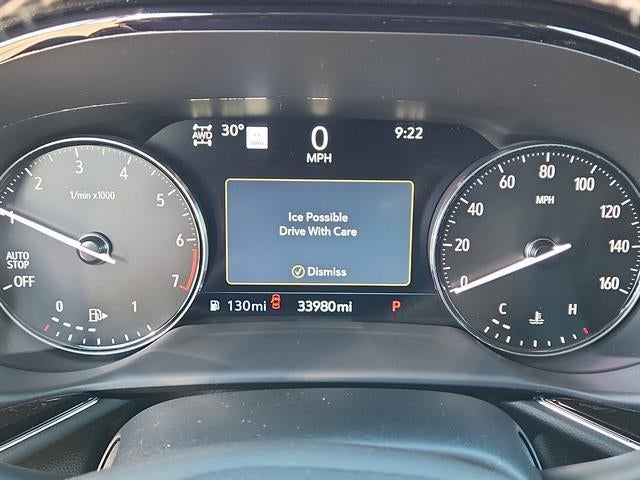 AWD 30° 0 9:22
MPH
Ice Possible
Drive With Care
Dismiss
130mi 33980mi P
1 2 3 4 5 6 7
1/min x1000
AUTO
STOP
OFF
0 1
0 20 40 60 80 100 120 140 160
MPH
C H